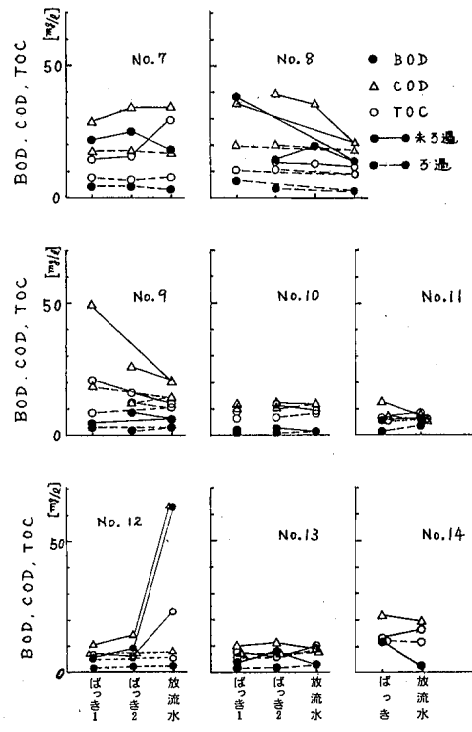 [mg/l]
BOD, COD, TOC
50
0
No.7
No.8
● BOD
△ COD
○ TOC
未ろ過
ろ過
[mg/l]
BOD, COD, TOC
50
0
No.9
No.10
No.11
[mg/l]
BOD, COD, TOC
50
0
No.12
No.13
No.14
ばっき1
ばっき2
放流水
ばっき1
ばっき2
放流水
ばっき
放流水